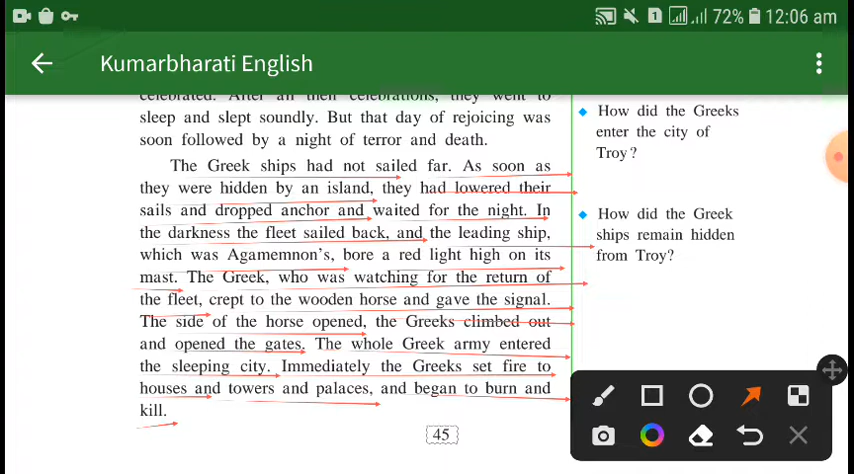 72% 12:06 am
Kumarbharati English
celebrated. After all their celebrations, they went to
sleep and slept soundly. But that day of rejoicing was
soon followed by a night of terror and death.
The Greek ships had not sailed far. As soon as
they were hidden by an island, they had lowered their
sails and dropped anchor and waited for the night. In
the darkness the fleet sailed back, and the leading ship,
which was Agamemnon's, bore a red light high on its
mast. The Greek, who was watching for the return of
the fleet, crept to the wooden horse and gave the signal.
The side of the horse opened, the Greeks climbed out
and opened the gates. The whole Greek army entered
the sleeping city. Immediately the Greeks set fire to
houses and towers and palaces, and began to burn and
kill.
45
How did the Greeks
enter the city of
Troy?
How did the Greek
ships remain hidden
from Troy?